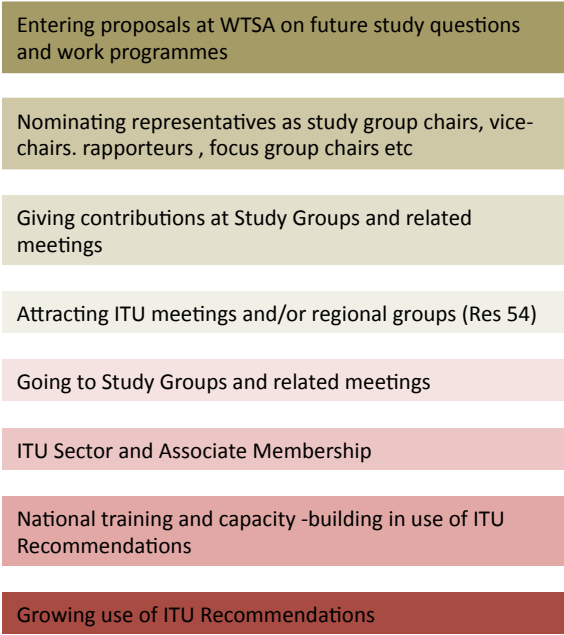 Entering proposals at WTSA on future study questions
and work programmes
Nominating representatives as study group chairs, vice-
chairs. rapporteurs , focus group chairs etc
Giving contributions at Study Groups and related
meetings
Attracting ITU meetings and/or regional groups (Res 54)
Going to Study Groups and related meetings
ITU Sector and Associate Membership
National training and capacity -building in use of ITU
Recommendations
Growing use of ITU Recommendations